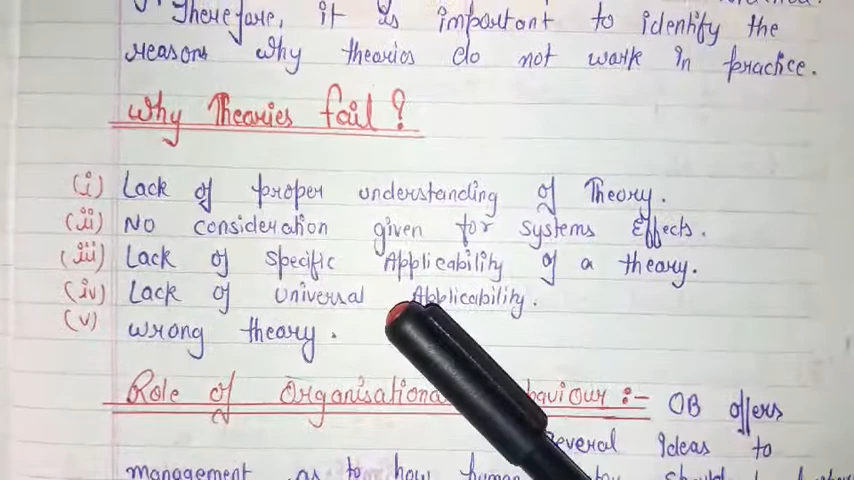 Therefore, it is important to identify the
reasons why theories do not work in practice.
Why Theories fail ?
(i) Lack of proper understanding of Theory.
(ii) No consideration given for systems Effects.
(iii) Lack of specific Applicability of a theory.
(iv) Lack of Universal Applicability.
(v) wrong theory.
Role of Organisational :- OB offers
several Ideas to
management as to how human